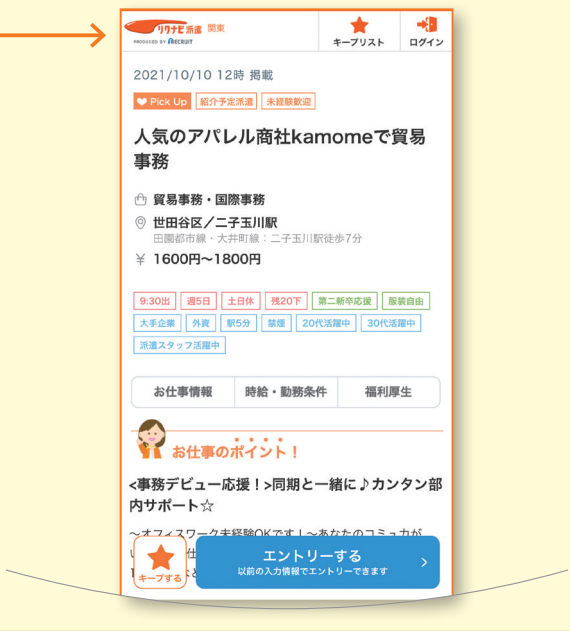 リクナビ派遣 関東
PRODUCED BY RECRUIT
キープリスト
ログイン
2021/10/10 12時 掲載
Pick Up 紹介予定派遣 未経験歓迎
人気のアパレル商社kamomeで貿易
事務
貿易事務・国際事務
世田谷区／二子玉川駅
田園都市線・大井町線：二子玉川駅徒歩7分
¥ 1600円〜1800円
9:30出 週5日 土日休 残20下 第二新卒応援 服装自由
大手企業 外資 駅5分 禁煙 20代活躍中 30代活躍中
派遣スタッフ活躍中
お仕事情報 時給・勤務条件 福利厚生
お仕事のポイント！
<事務デビュー応援！>同期と一緒に♪カンタン部
内サポート☆
〜オフィスワーク未経験OKです！〜あなたのコミュ力が
キープする
エントリーする
以前の入力情報でエントリーできます